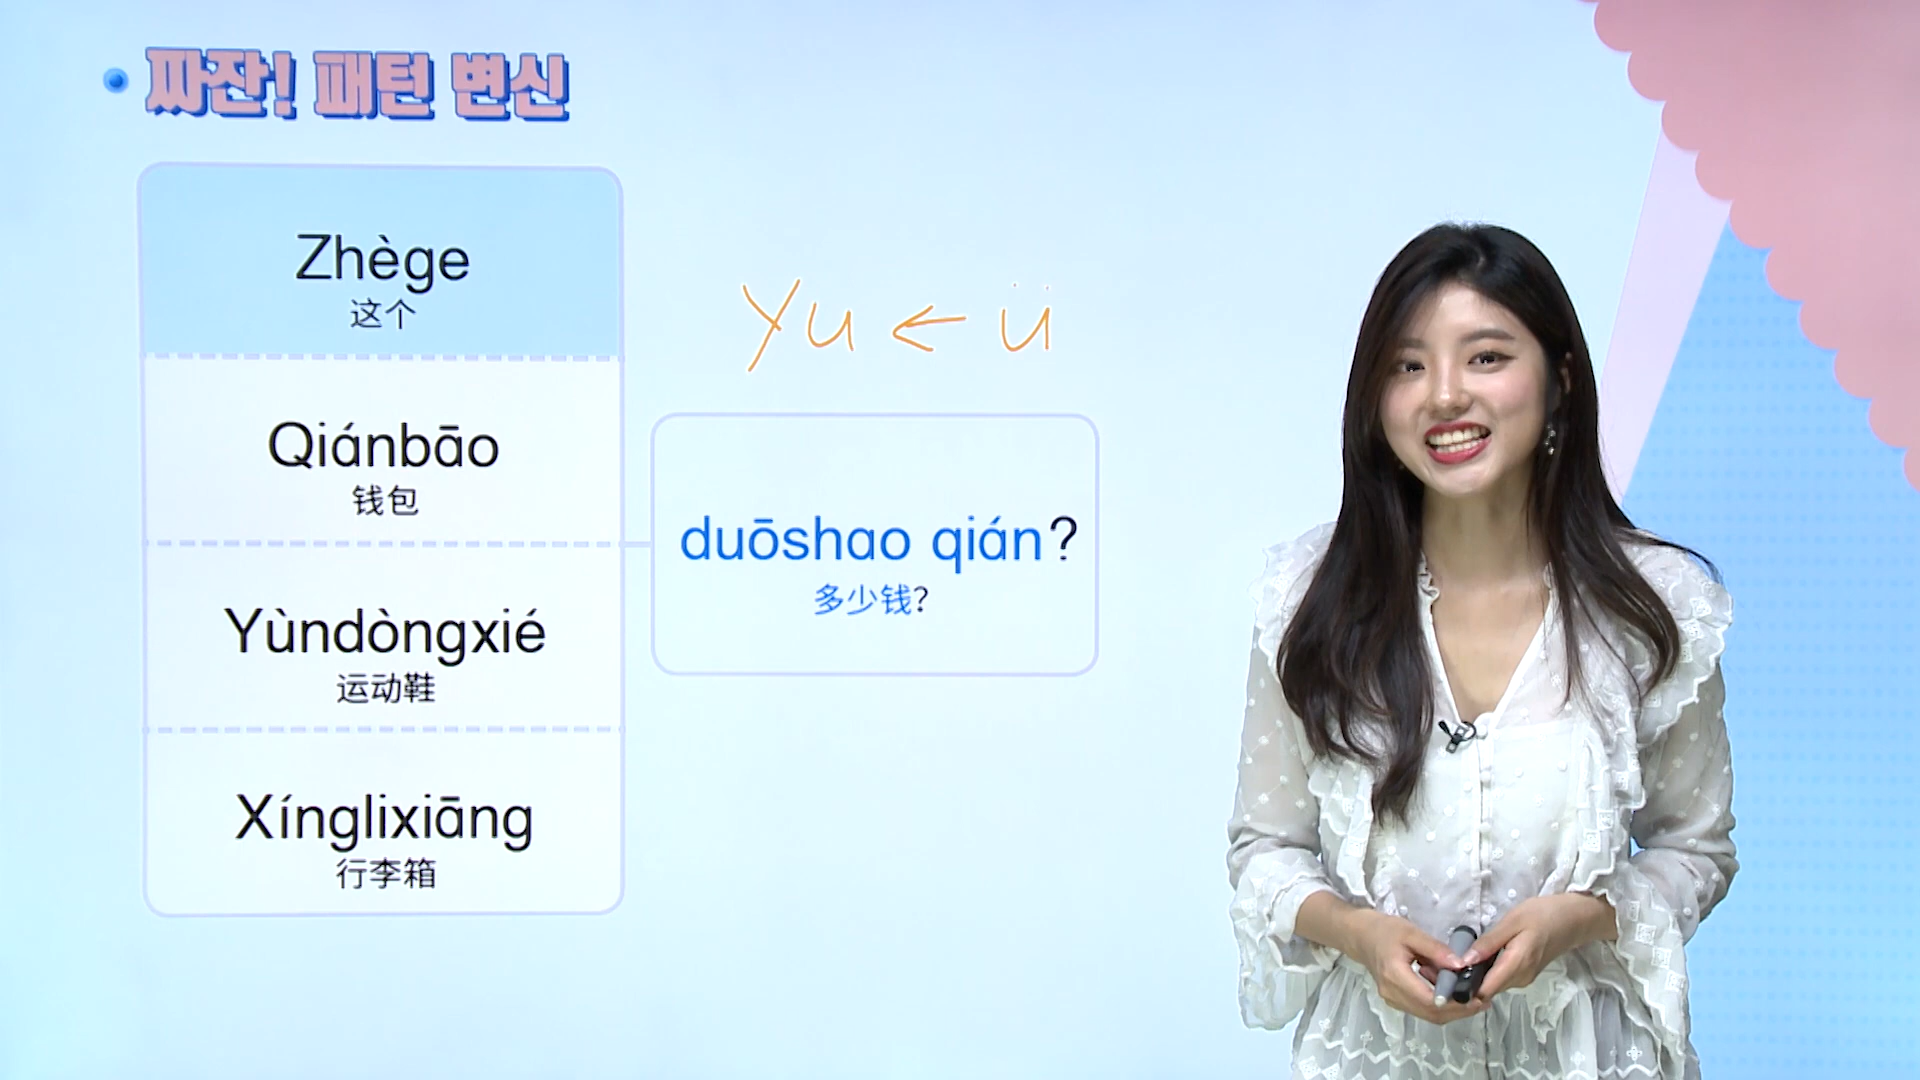 짜잔! 패턴 변신
Zhège
这个
Qiánbāo
钱包
Yùndòngxié
运动鞋
Xínglixiāng
行李箱
yu ← ü
duōshao qián?
多少钱?